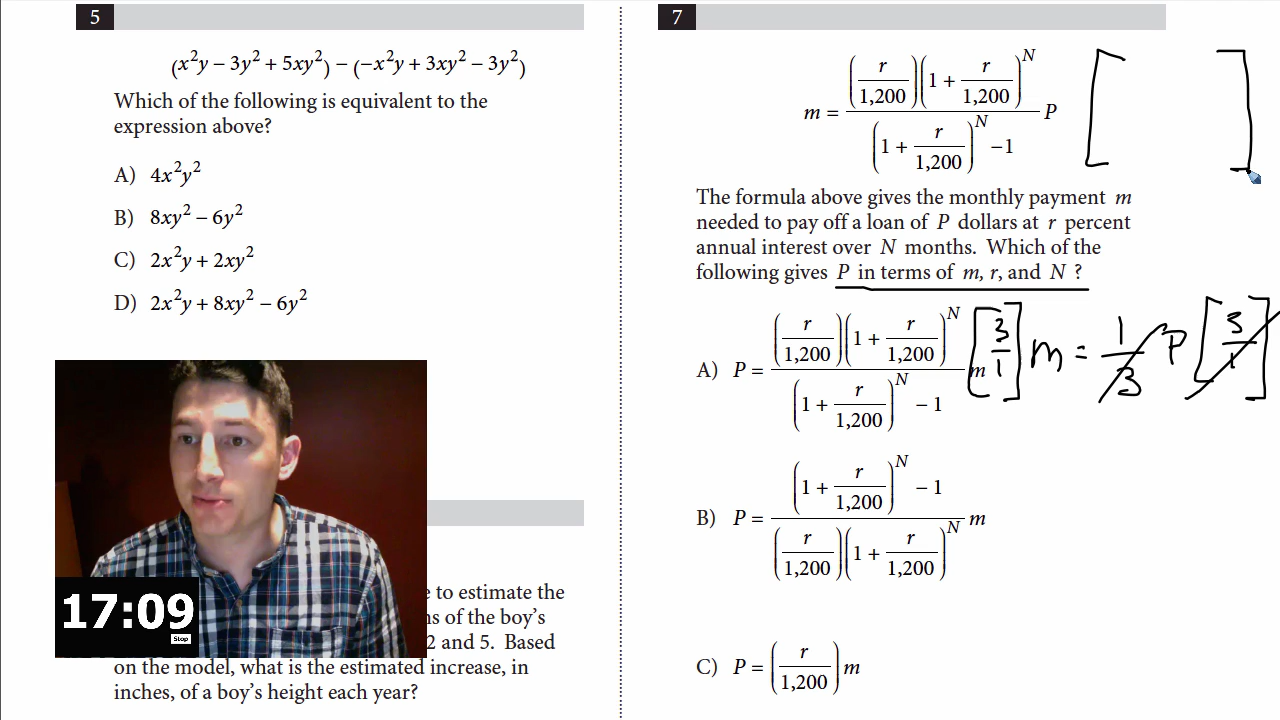 5
(x²y − 3y² + 5xy²) − (−x²y + 3xy² − 3y²)
Which of the following is equivalent to the
expression above?
A) 4x²y²
B) 8xy² − 6y²
C) 2x²y + 2xy²
D) 2x²y + 8xy² − 6y²
e to estimate the
ns of the boy's
2 and 5. Based
on the model, what is the estimated increase, in
inches, of a boy's height each year?
17:09
Stop
7
m = (r/1,200)(1 + r/1,200)^N / ((1 + r/1,200)^N − 1) P
The formula above gives the monthly payment m
needed to pay off a loan of P dollars at r percent
annual interest over N months. Which of the
following gives P in terms of m, r, and N ?
A) P = (r/1,200)(1 + r/1,200)^N / ((1 + r/1,200)^N − 1) m
[3/1] m = 1/3 P [3/1]
B) P = ((1 + r/1,200)^N − 1) / (r/1,200)(1 + r/1,200)^N m
C) P = (r/1,200) m